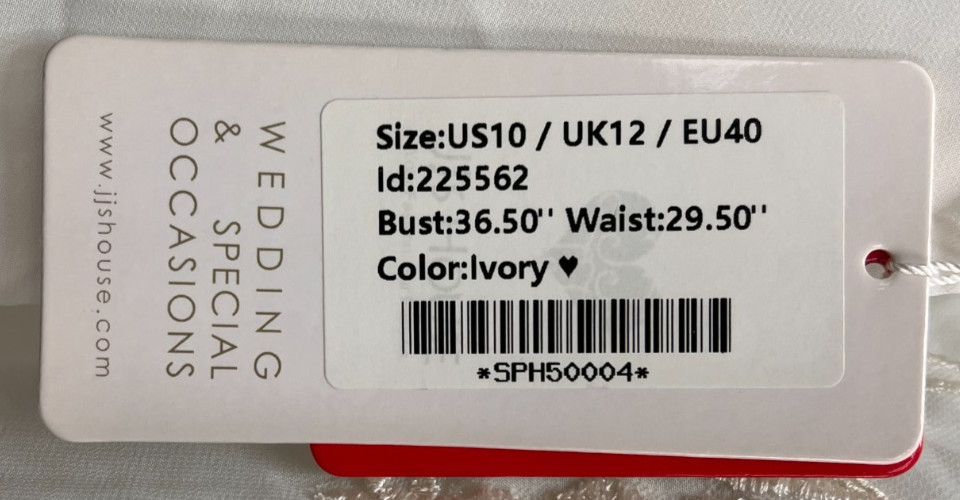 Size:US10 / UK12 / EU40
Id:225562
Bust:36.50'' Waist:29.50''
Color:Ivory ♥
*SPH50004*
WEDDING
& SPECIAL
OCCASIONS
www.jjshouse.com